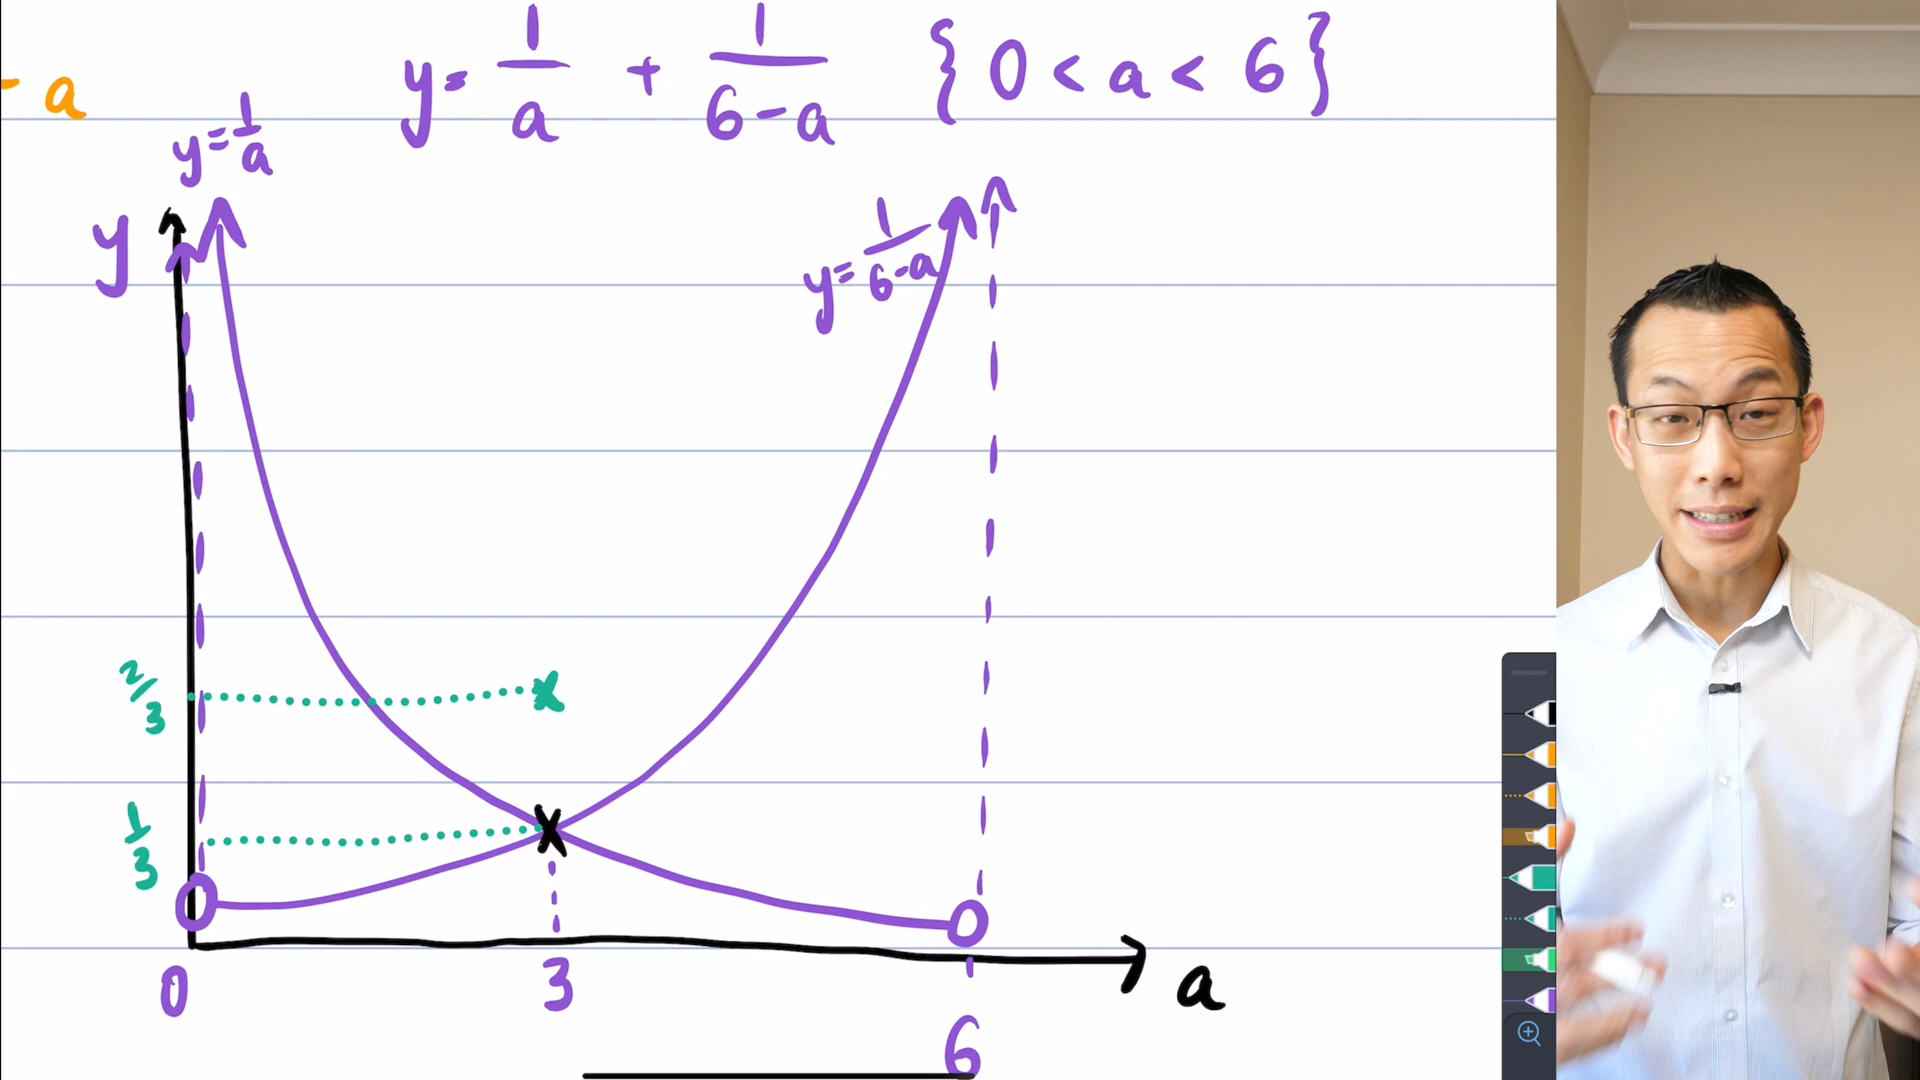 - a
y = 1/a + 1/(6-a) {0 < a < 6}
y = 1/a
y
y = 1/(6-a)
2/3
1/3
0
3
6
a